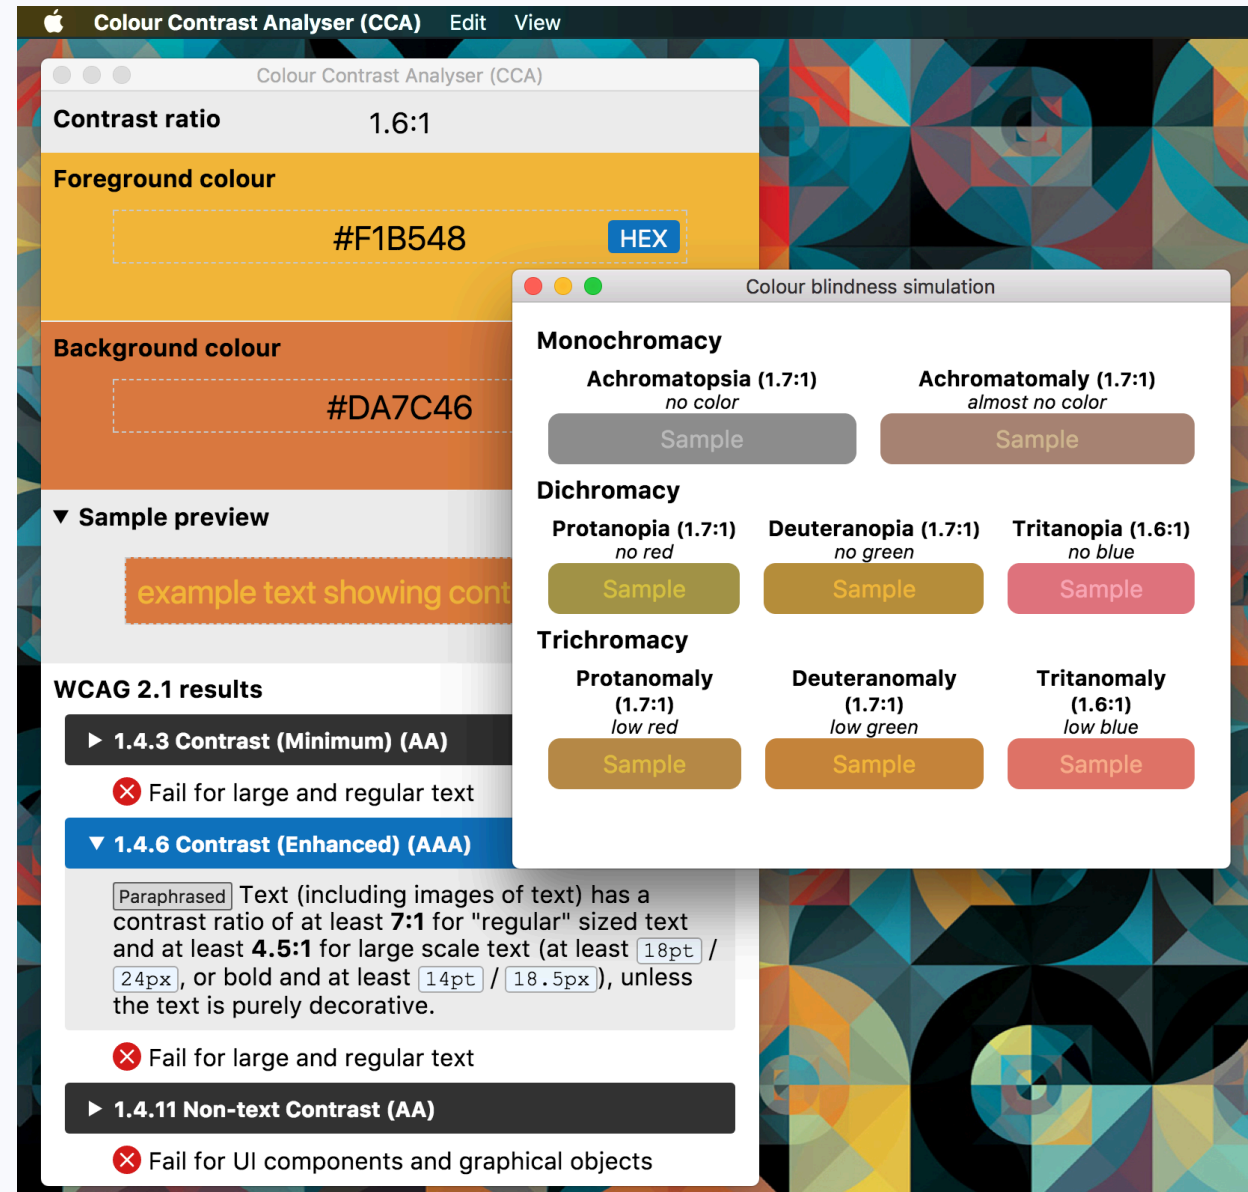 Colour Contrast Analyser (CCA) Edit View
Colour Contrast Analyser (CCA)
Contrast ratio 1.6:1
Foreground colour
#F1B548 HEX
Background colour
#DA7C46
▼ Sample preview
example text showing cont
WCAG 2.1 results
▶ 1.4.3 Contrast (Minimum) (AA)
Fail for large and regular text
▼ 1.4.6 Contrast (Enhanced) (AAA)
Paraphrased Text (including images of text) has a
contrast ratio of at least 7:1 for "regular" sized text
and at least 4.5:1 for large scale text (at least 18pt /
24px, or bold and at least 14pt / 18.5px), unless
the text is purely decorative.
Fail for large and regular text
▶ 1.4.11 Non-text Contrast (AA)
Fail for UI components and graphical objects
Colour blindness simulation
Monochromacy
Achromatopsia (1.7:1) Achromatomaly (1.7:1)
no color almost no color
Sample Sample
Dichromacy
Protanopia (1.7:1) Deuteranopia (1.7:1) Tritanopia (1.6:1)
no red no green no blue
Sample Sample Sample
Trichromacy
Protanomaly Deuteranomaly Tritanomaly
(1.7:1) (1.7:1) (1.6:1)
low red low green low blue
Sample Sample Sample